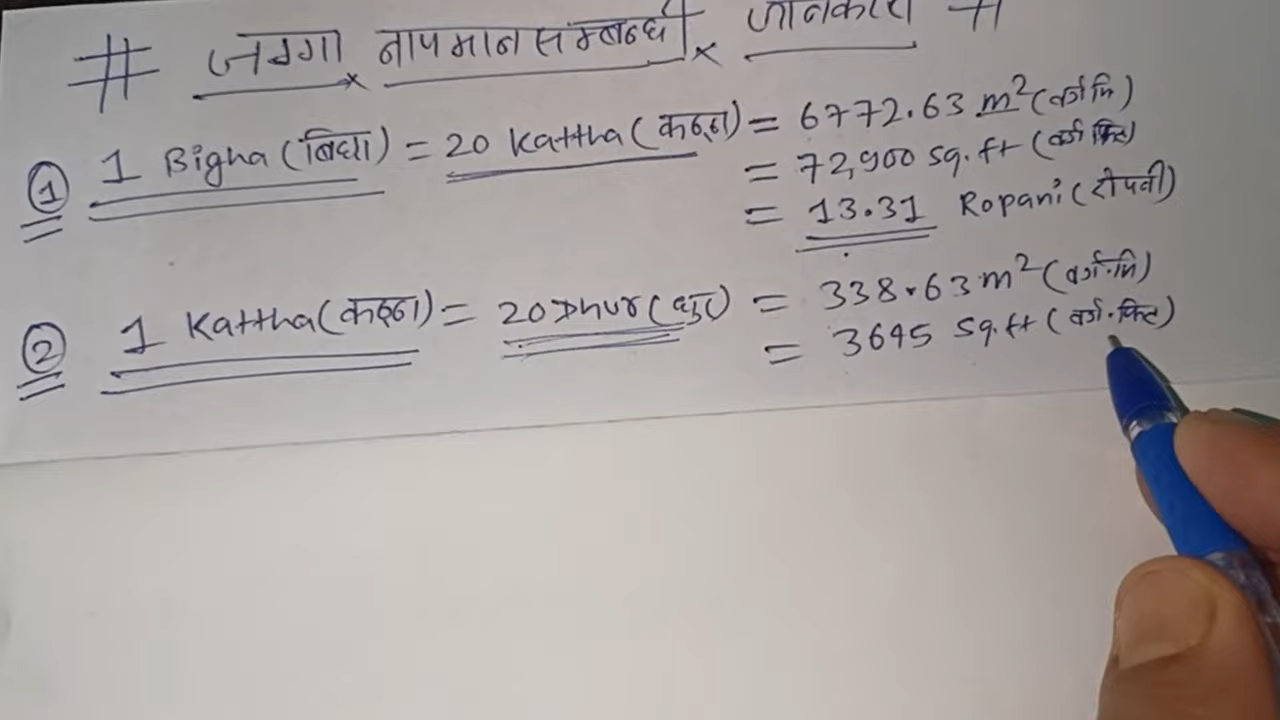 # जग्गा नापमान सम्बन्धी जानकारी #
① 1 Bigha (बिघा) = 20 Kattha (कठ्ठा) = 6772.63 m² (वर्ग मि)
= 72,900 sq.ft (वर्ग फिट)
= 13.31 Ropani (रोपनी)
② 1 Kattha (कठ्ठा) = 20 Dhur (धुर) = 338.63 m² (वर्ग.मि)
= 3645 sq.ft (वर्ग.फिट)